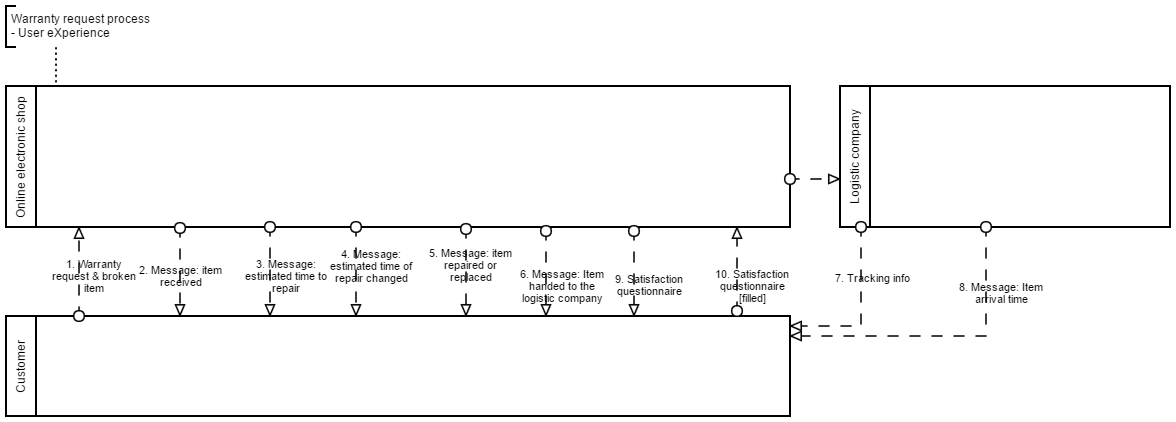 Warranty request process
- User eXperience
Online electronic shop
Logistic company
1. Warranty
request & broken
item
2. Message: item
received
3. Message:
estimated time to
repair
4. Message:
estimated time of
repair changed
5. Message: item
repaired or
replaced
6. Message: Item
handed to the
logistic company
9. Satisfaction
questionnaire
10. Satisfaction
questionnaire
[filled]
7. Tracking info
8. Message: Item
arrival time
Customer